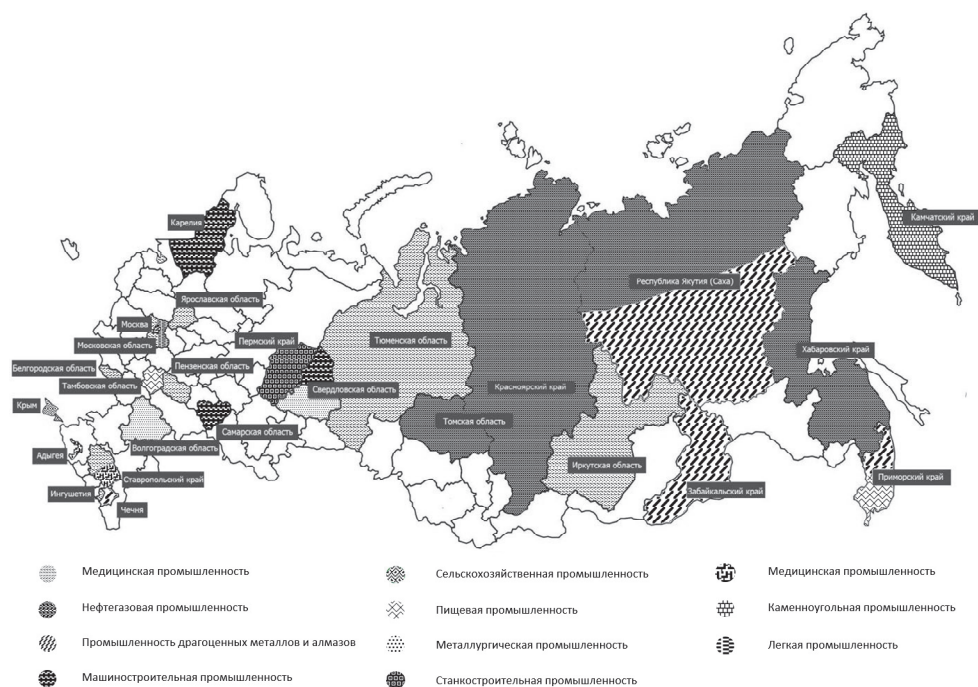 Карелия
Камчатский край
Республика Якутия (Саха)
Ярославская область
Москва
Московская область
Пермский край
Тюменская область
Хабаровский край
Белгородская область
Пензенская область
Тамбовская область
Свердловская область
Красноярский край
Крым
Самарская область
Томская область
Волгоградская область
Адыгея
Иркутская область
Ставропольский край
Приморский край
Ингушетия
Забайкальский край
Чечня
Медицинская промышленность
Сельскохозяйственная промышленность
Медицинская промышленность
Нефтегазовая промышленность
Пищевая промышленность
Каменноугольная промышленность
Промышленность драгоценных металлов и алмазов
Металлургическая промышленность
Легкая промышленность
Машиностроительная промышленность
Станкостроительная промышленность